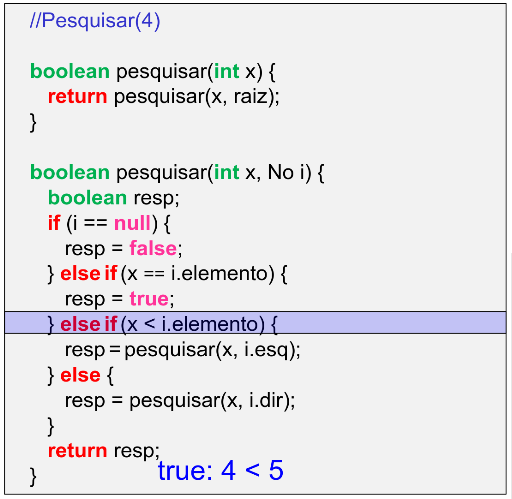 //Pesquisar(4)
boolean pesquisar(int x) {
return pesquisar(x, raiz);
}
boolean pesquisar(int x, No i) {
boolean resp;
if (i == null) {
resp = false;
} else if (x == i.elemento) {
resp = true;
} else if (x < i.elemento) {
resp = pesquisar(x, i.esq);
} else {
resp = pesquisar(x, i.dir);
}
return resp;
}
true: 4 < 5